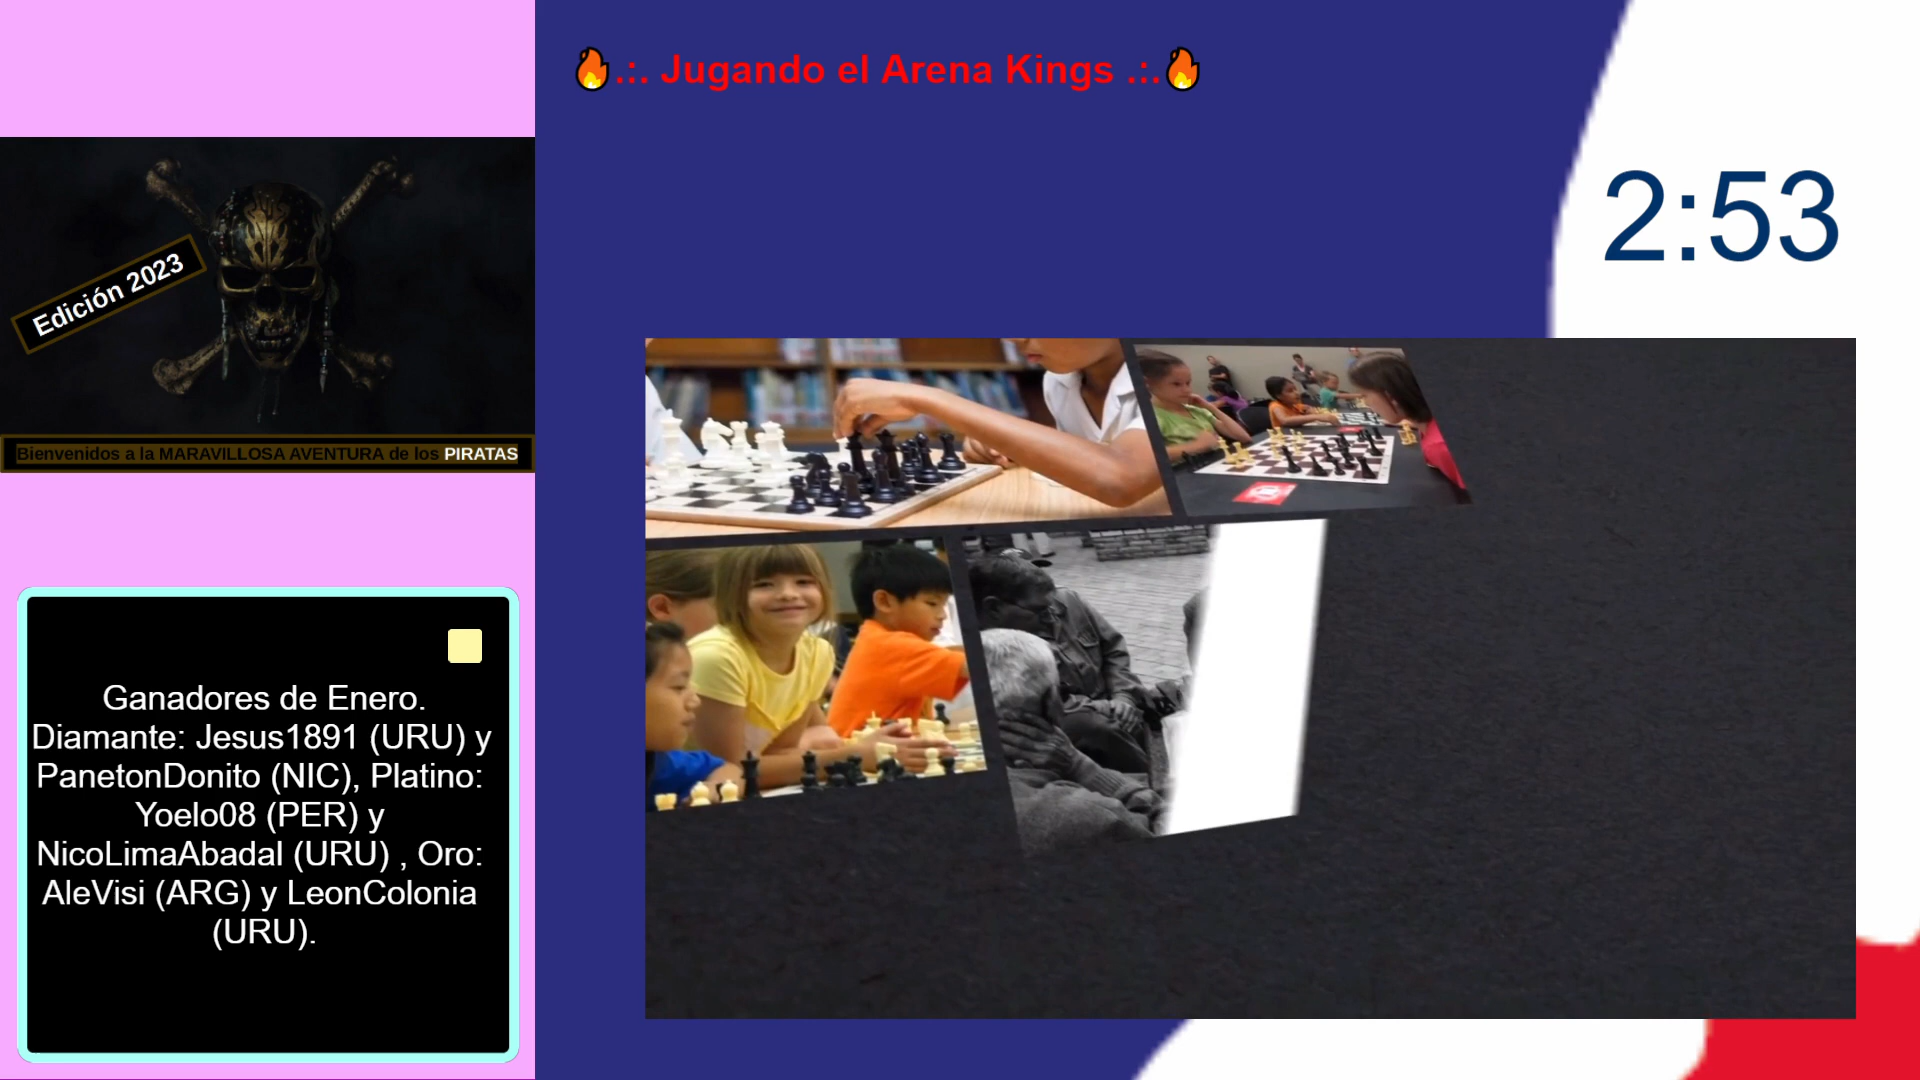 🔥.:. Jugando el Arena Kings .:.🔥
2:53
Edición 2023
Bienvenidos a la MARAVILLOSA AVENTURA de los PIRATAS
Ganadores de Enero.
Diamante: Jesus1891 (URU) y
PanetonDonito (NIC), Platino:
Yoelo08 (PER) y
NicoLimaAbadal (URU) , Oro:
AleVisi (ARG) y LeonColonia
(URU).